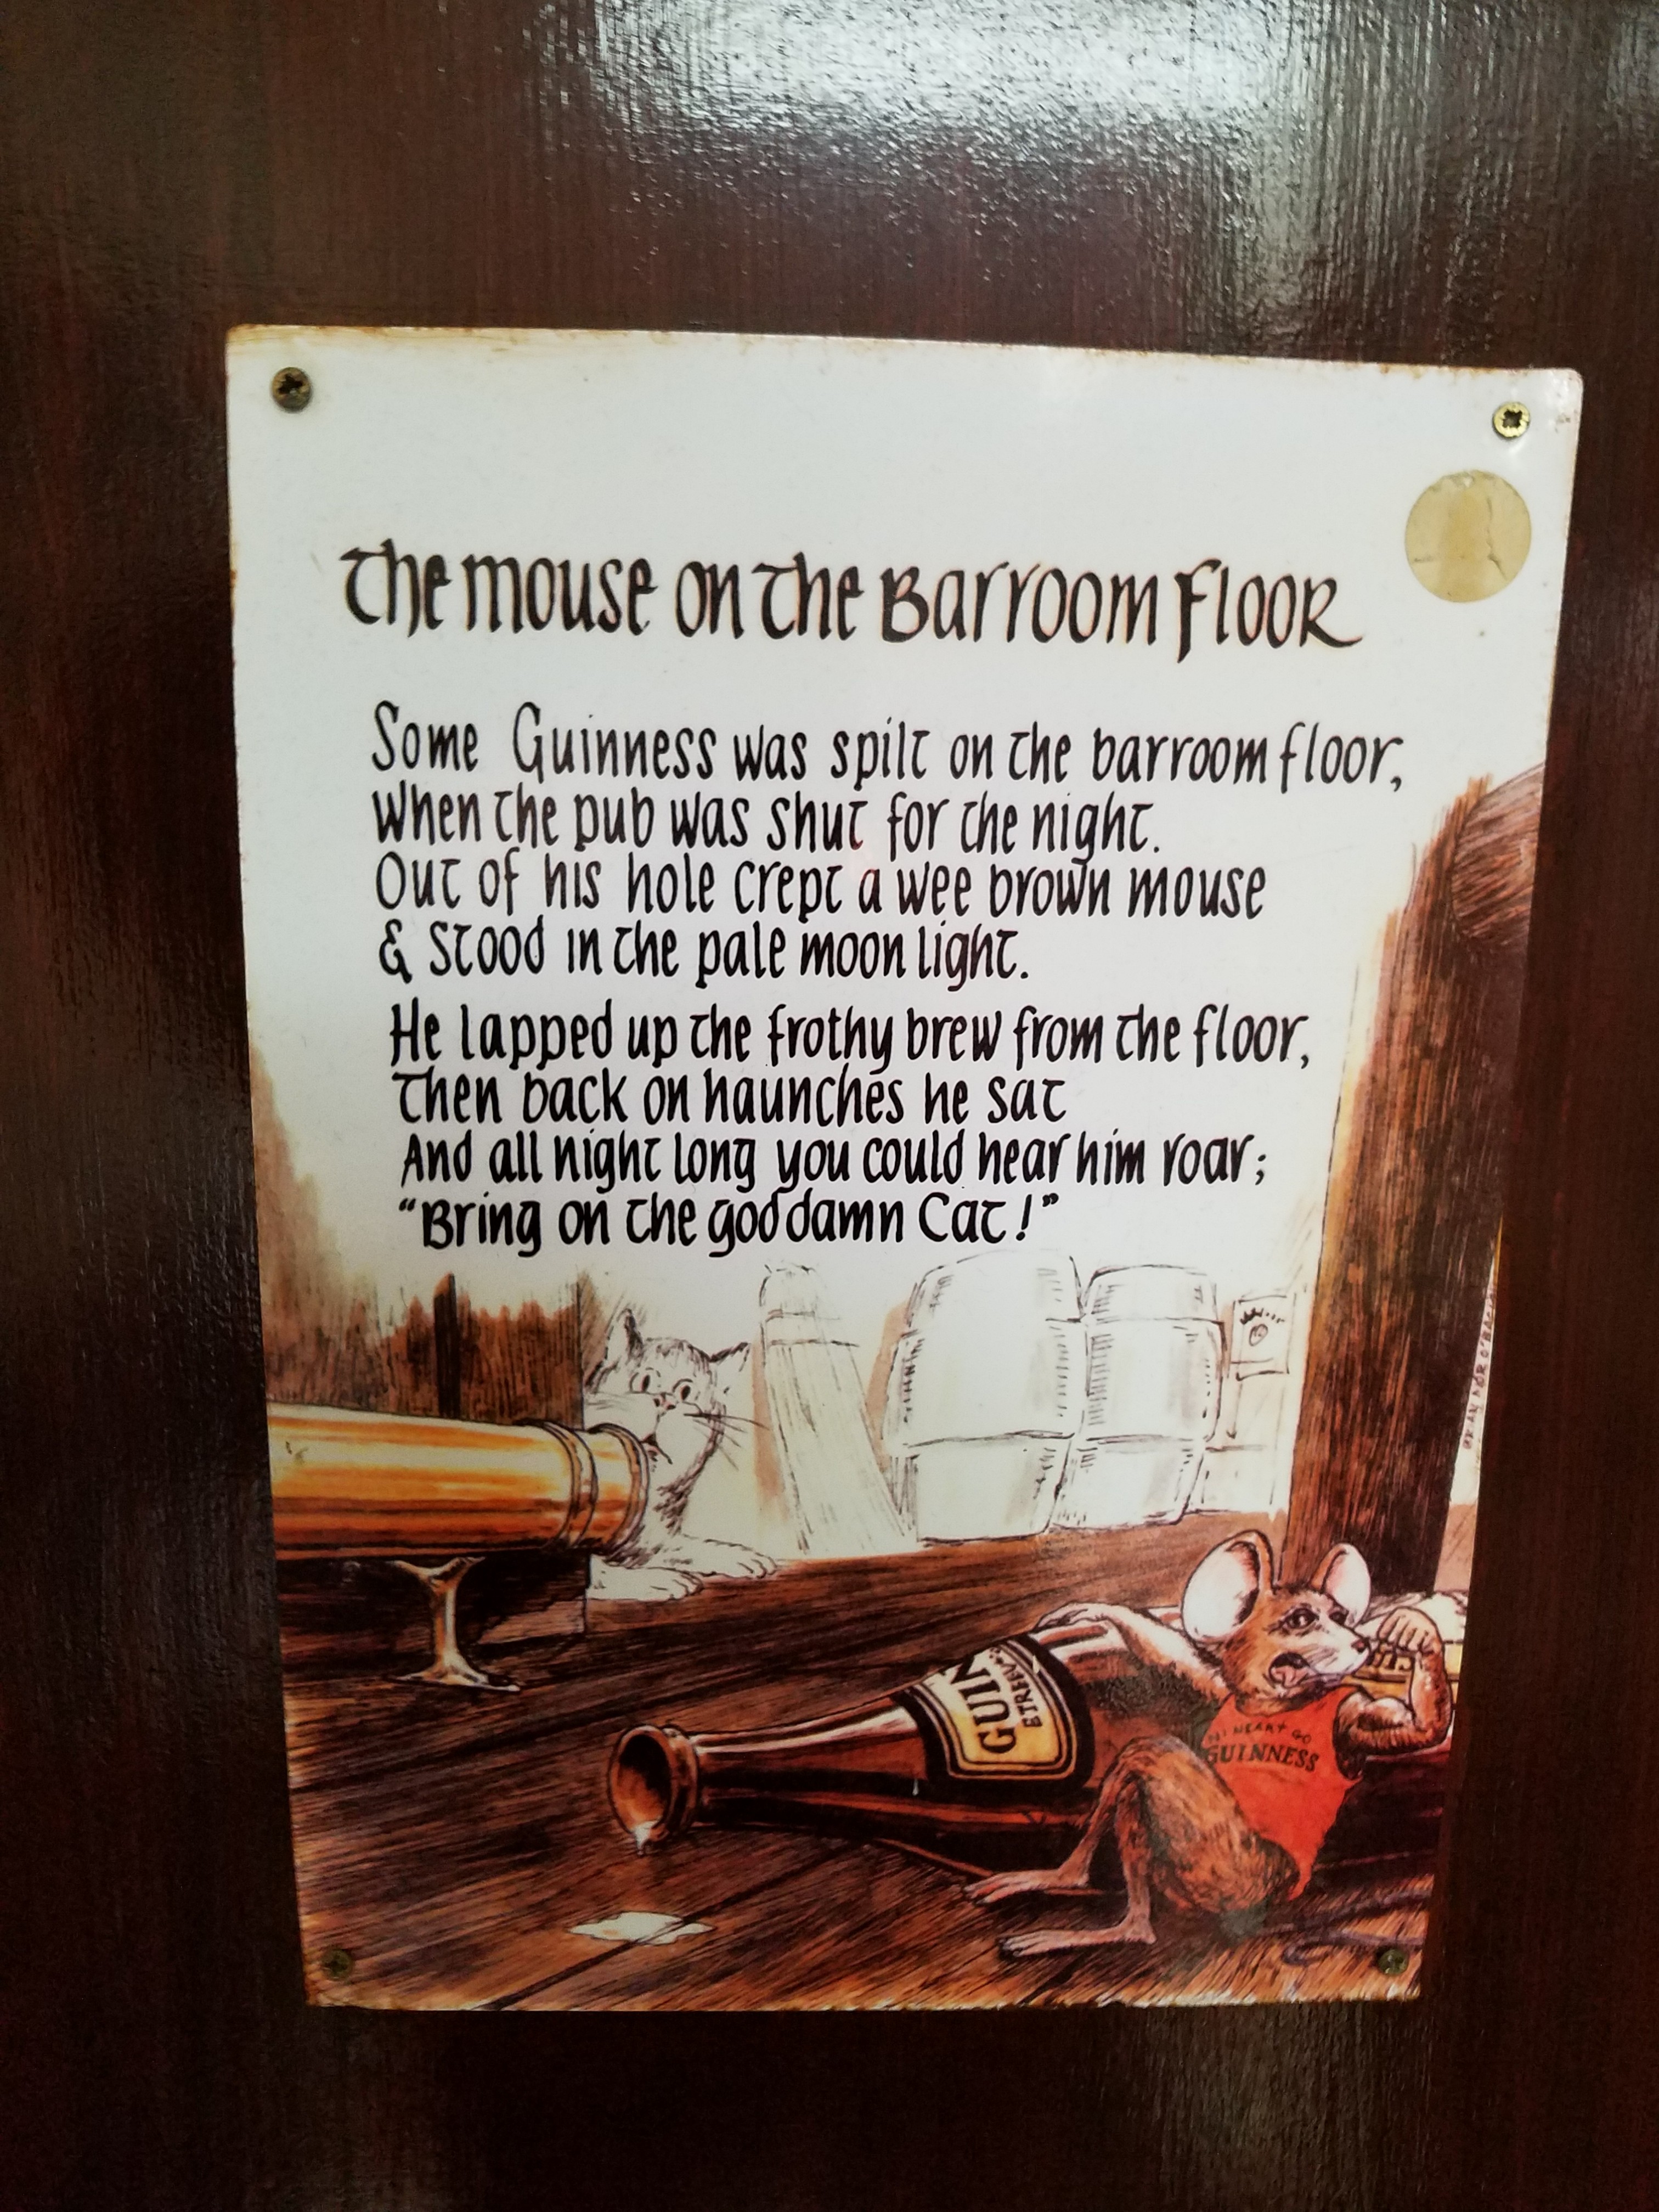 The mouse on the Barroom Floor
Some Guinness was spilt on the barroom floor,
When the pub was shut for the night.
Out of his hole crept a wee brown mouse
& stood in the pale moon light.
He lapped up the frothy brew from the floor,
Then back on haunches he sat
And all night long you could hear him roar;
"Bring on the god damn Cat!"
GUIN
GUINNESS